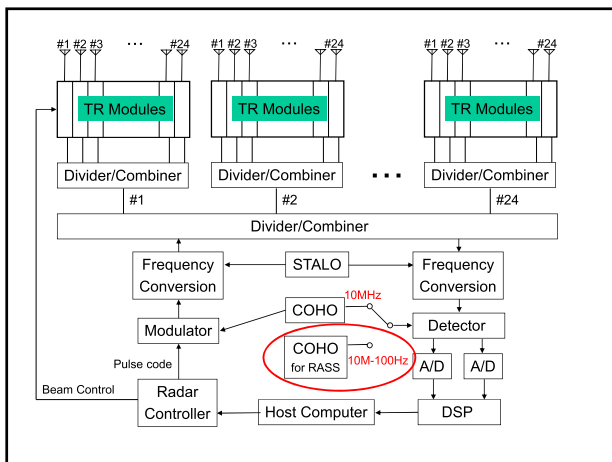 #1 #2 #3 ... #24 #1 #2 #3 ... #24 #1 #2 #3 ... #24
TR Modules TR Modules TR Modules
Divider/Combiner Divider/Combiner ... Divider/Combiner
#1 #2 #24
Divider/Combiner
Frequency
Conversion
STALO
Frequency
Conversion
10MHz
COHO
Modulator
Detector
COHO
for RASS
10M-100Hz
Pulse code
A/D A/D
Beam Control
Radar
Controller
Host Computer
DSP